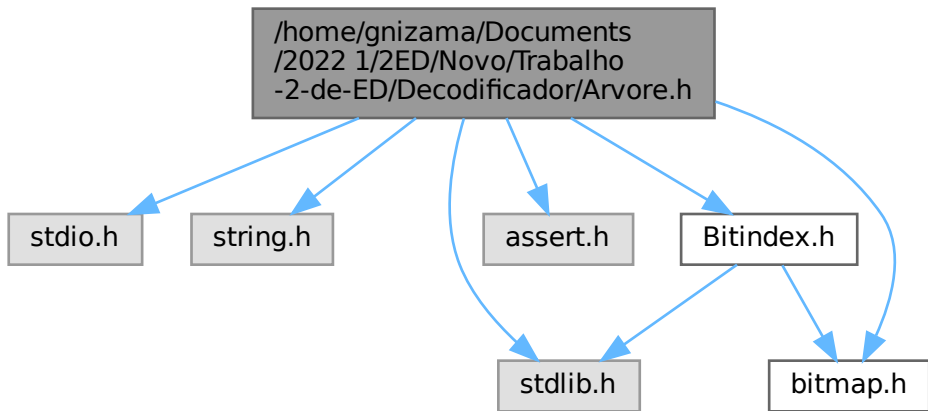 /home/gnizama/Documents
/2022 1/2ED/Novo/Trabalho
-2-de-ED/Decodificador/Arvore.h
stdio.h
string.h
assert.h
Bitindex.h
stdlib.h
bitmap.h